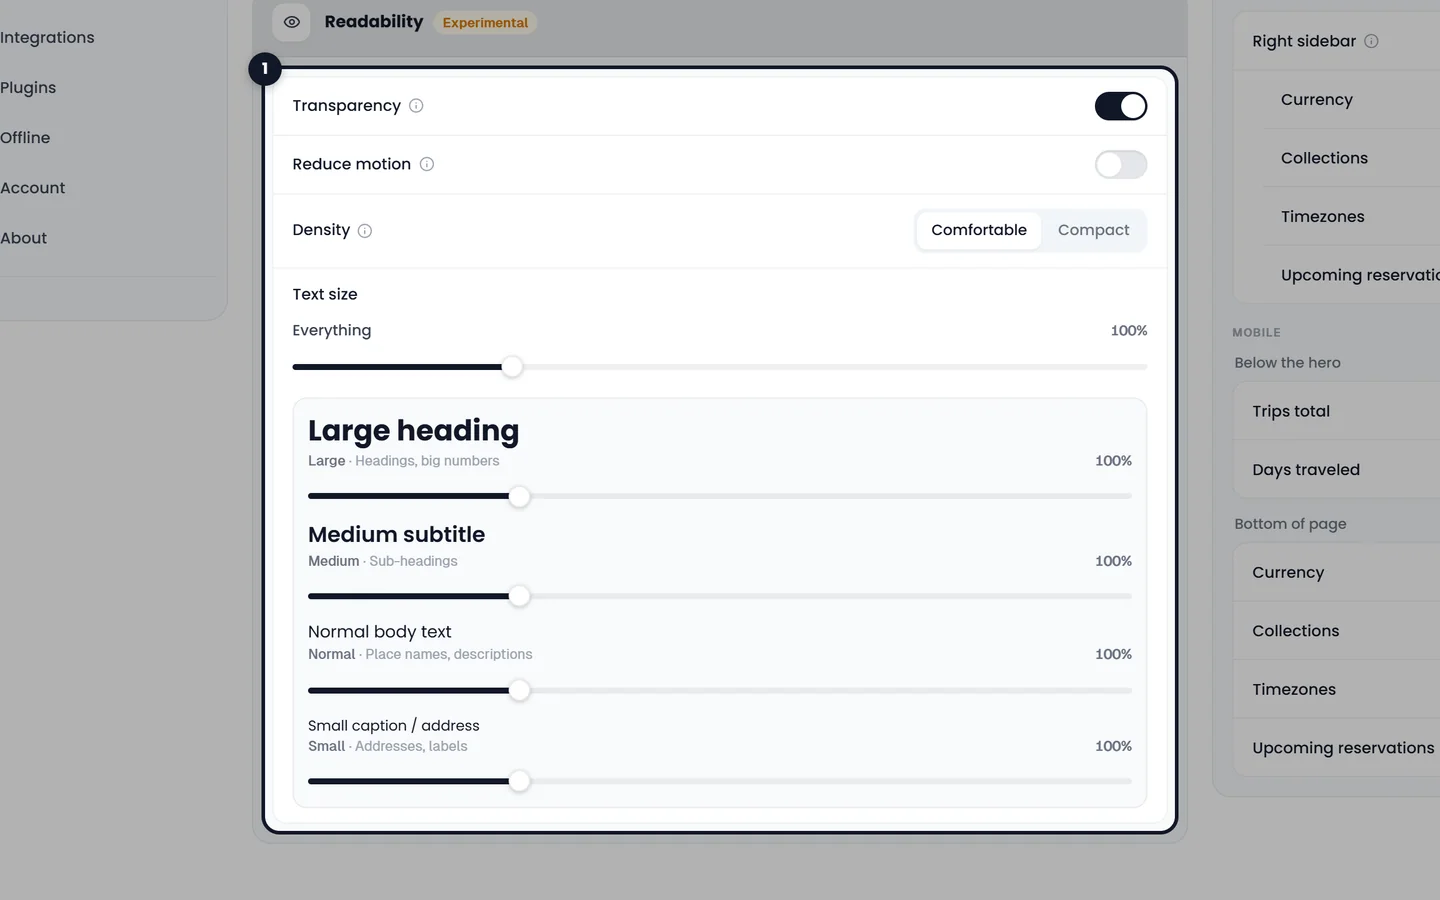 Integrations
Plugins
Offline
Account
About
Readability Experimental
1
Transparency
Reduce motion
Density Comfortable Compact
Text size
Everything 100%
Large heading
Large · Headings, big numbers 100%
Medium subtitle
Medium · Sub-headings 100%
Normal body text
Normal · Place names, descriptions 100%
Small caption / address
Small · Addresses, labels 100%
Right sidebar
Currency
Collections
Timezones
Upcoming reservatio
MOBILE
Below the hero
Trips total
Days traveled
Bottom of page
Currency
Collections
Timezones
Upcoming reservations